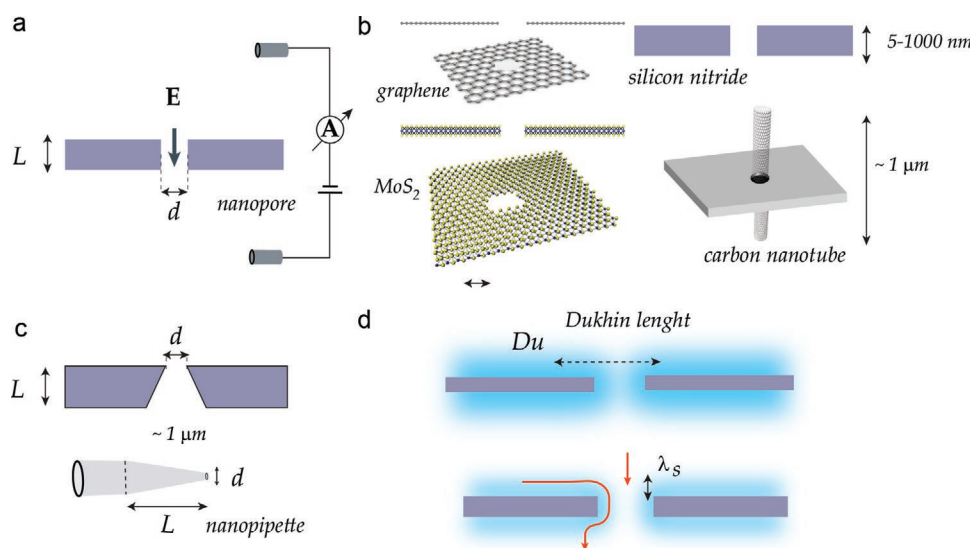 a
E
A
L
d
nanopore
b
graphene
silicon nitride
5-1000 nm
MoS2
~ 1 μm
carbon nanotube
c
d
L
~ 1 μm
d
L
nanopipette
d
Dukhin lenght
Du
λs